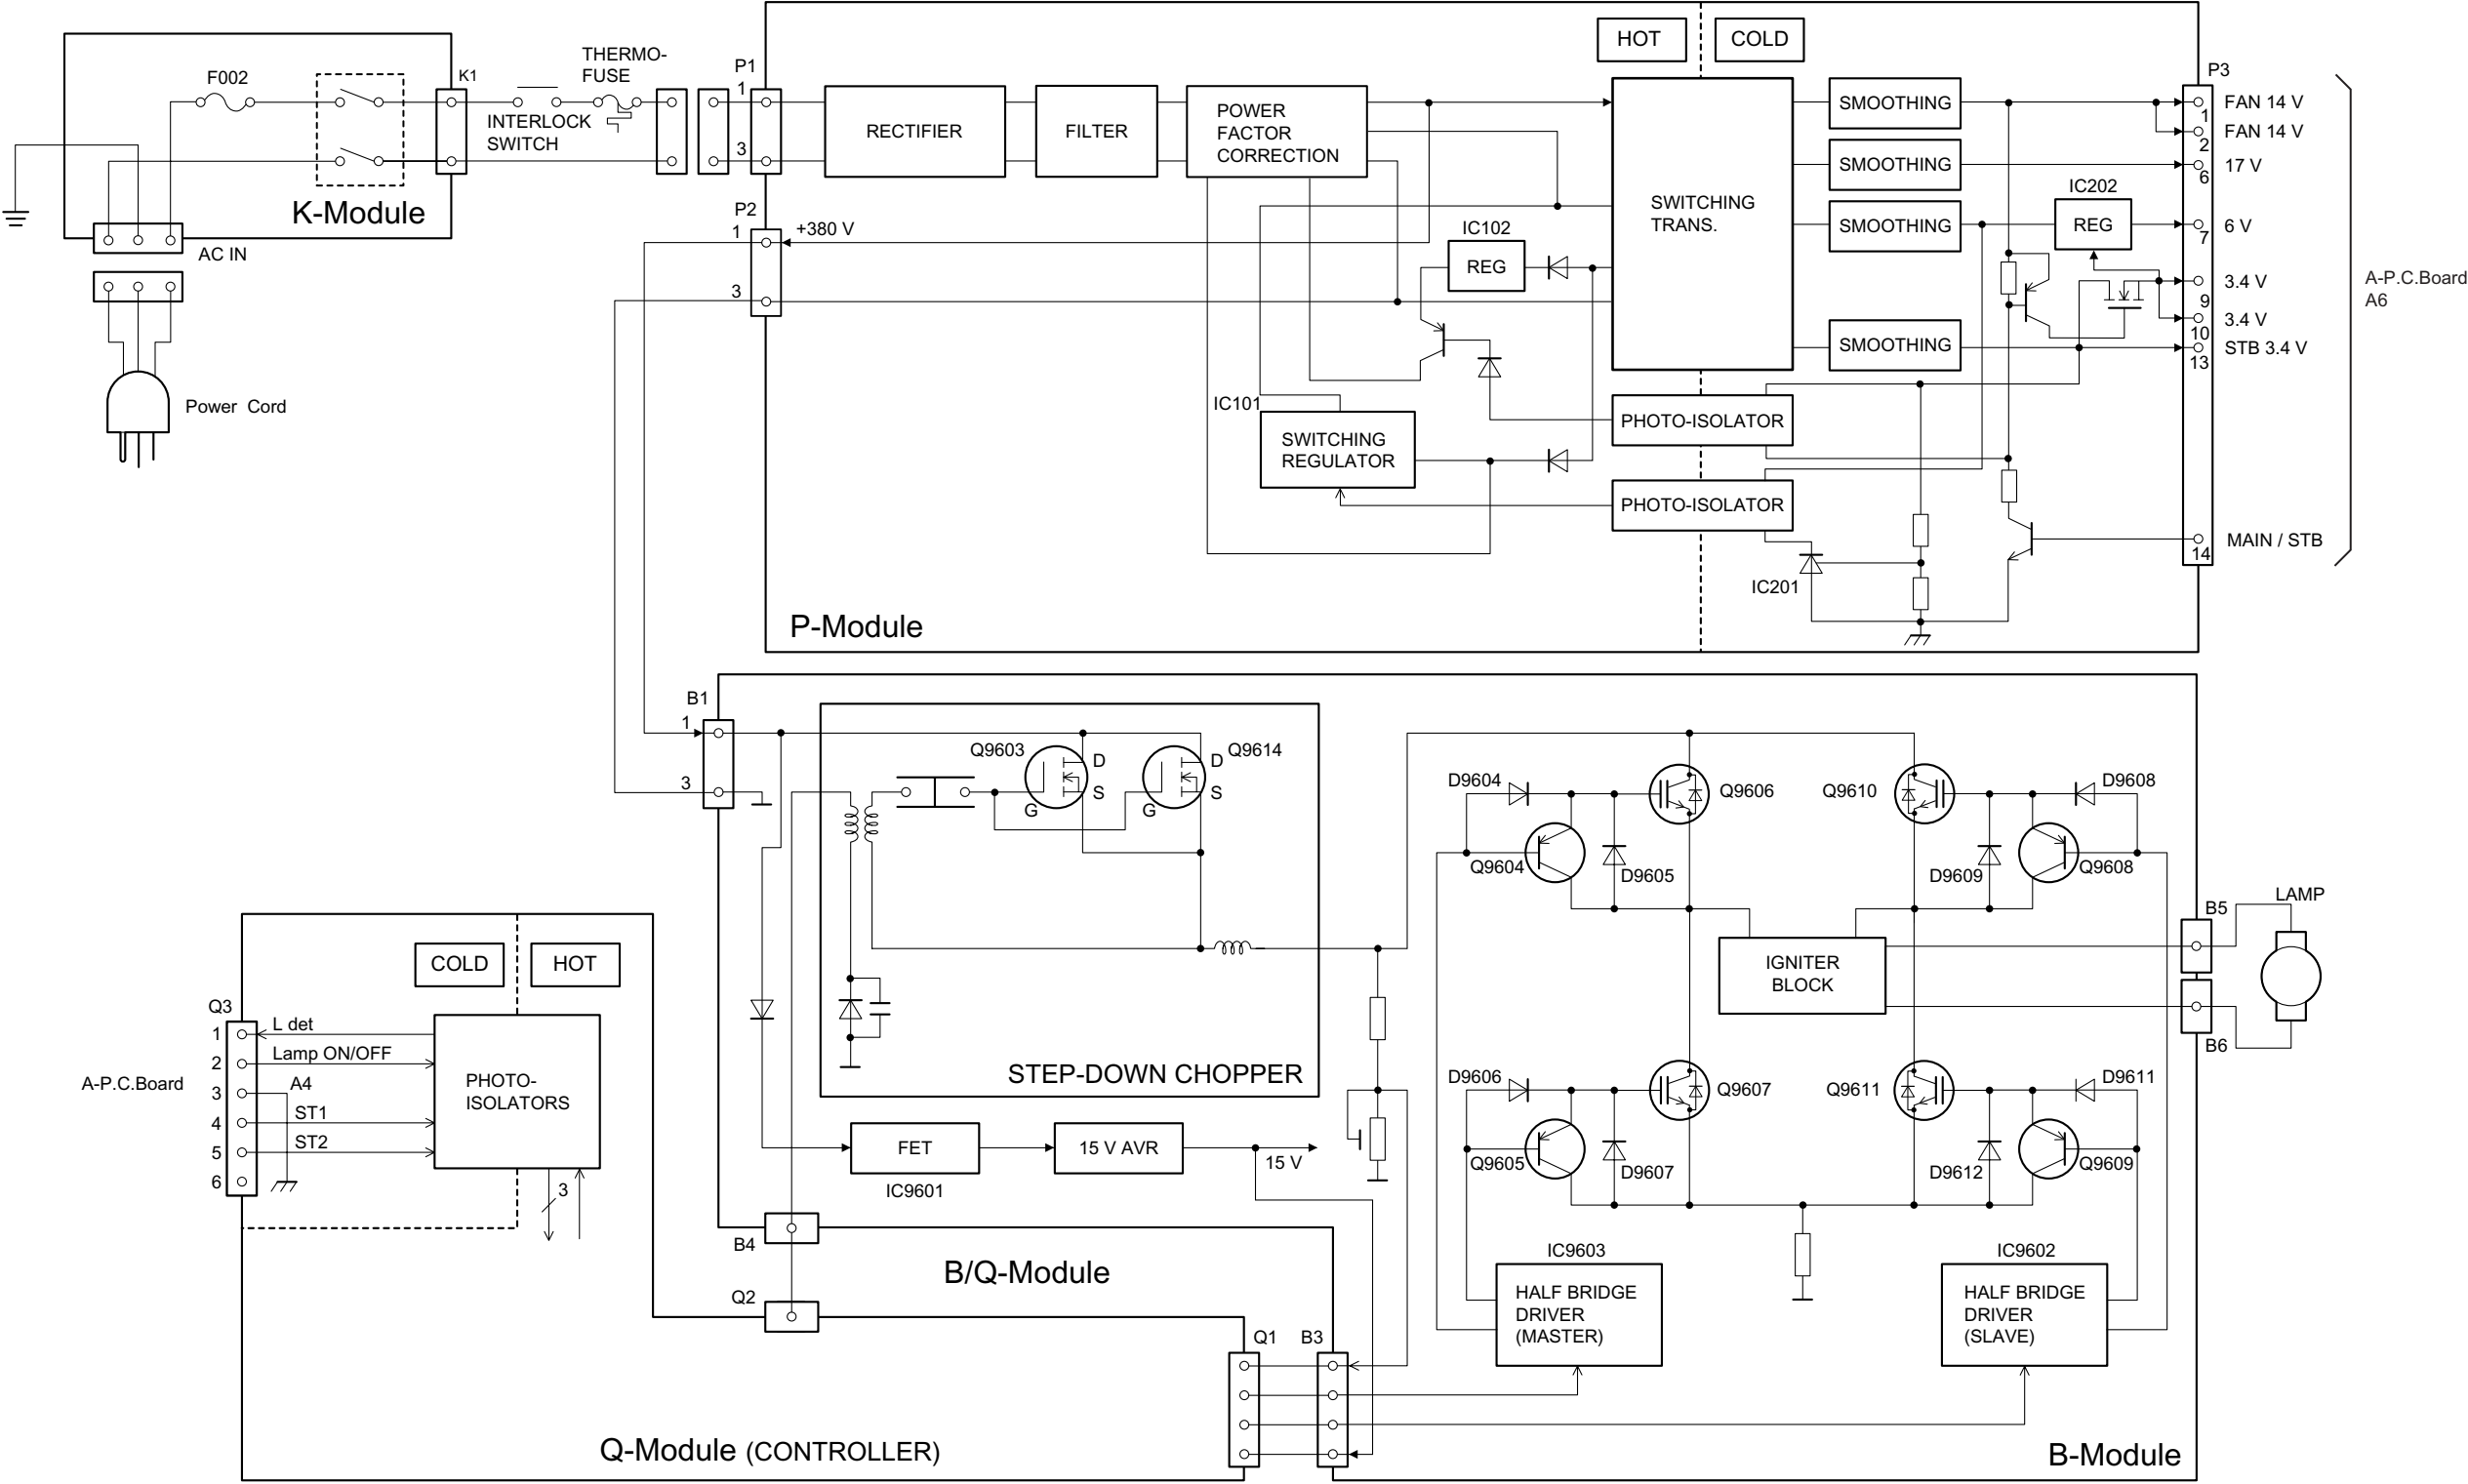 F002
K1
K-Module
AC IN
Power  Cord
THERMO-
FUSE
INTERLOCK
SWITCH
P1
1
3
P2
1
3
+380 V
HOT
COLD
RECTIFIER
FILTER
POWER
FACTOR
CORRECTION
SWITCHING
TRANS.
SMOOTHING
SMOOTHING
SMOOTHING
SMOOTHING
IC202
REG
IC102
REG
IC101
SWITCHING
REGULATOR
PHOTO-ISOLATOR
PHOTO-ISOLATOR
IC201
P-Module
P3
FAN 14 V
1
FAN 14 V
2
17 V
6
6 V
7
3.4 V
9
3.4 V
10
STB 3.4 V
13
MAIN / STB
14
A-P.C.Board
A6
B1
1
3
Q9603
D
S
G
Q9614
D
S
G
STEP-DOWN CHOPPER
FET
IC9601
15 V AVR
15 V
D9604
Q9604
D9605
Q9606
Q9610
D9608
D9609
Q9608
IGNITER
BLOCK
B5
LAMP
B6
D9606
Q9605
D9607
Q9607
Q9611
D9611
D9612
Q9609
IC9603
HALF BRIDGE
DRIVER
(MASTER)
IC9602
HALF BRIDGE
DRIVER
(SLAVE)
B-Module
COLD
HOT
Q3
1
2
3
4
5
6
L det
Lamp ON/OFF
A4
ST1
ST2
A-P.C.Board
PHOTO-
ISOLATORS
3
B4
B/Q-Module
Q2
Q1
B3
Q-Module (CONTROLLER)